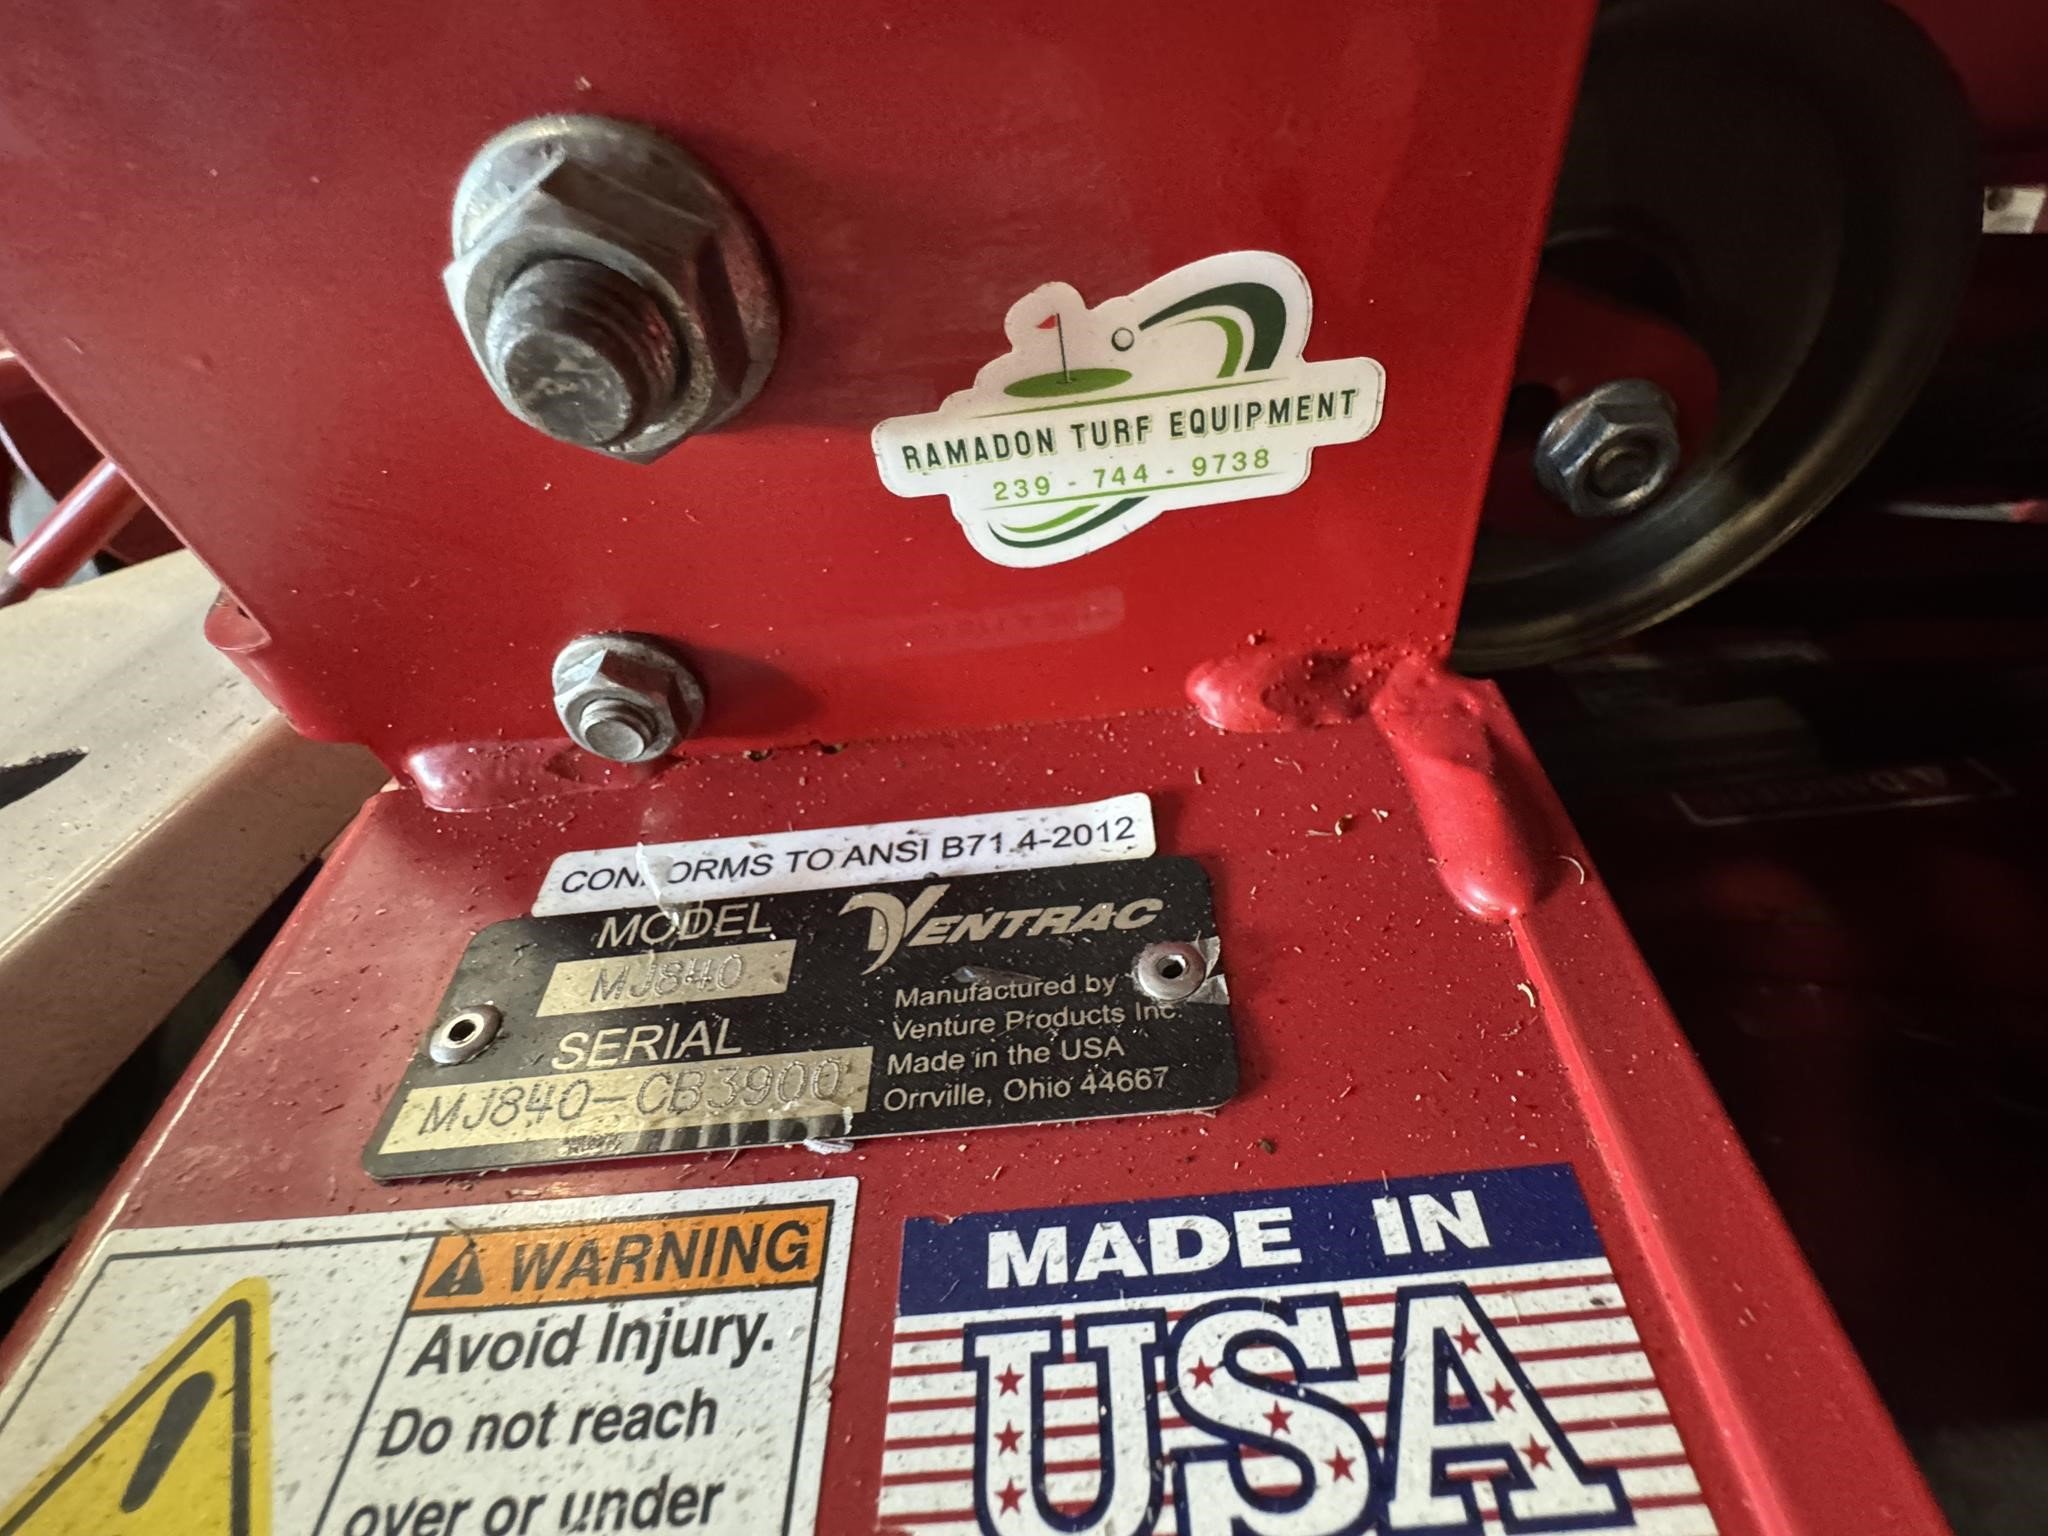 RAMADON TURF EQUIPMENT
239 - 744 - 9738
CONFORMS TO ANSI B71.4-2012
MODEL
MJ840
SERIAL
MJ840-CB3900
VENTRAC
Manufactured by
Venture Products Inc.
Made in the USA
Orrville, Ohio 44667
WARNING
Avoid Injury.
Do not reach
over or under
MADE IN
USA